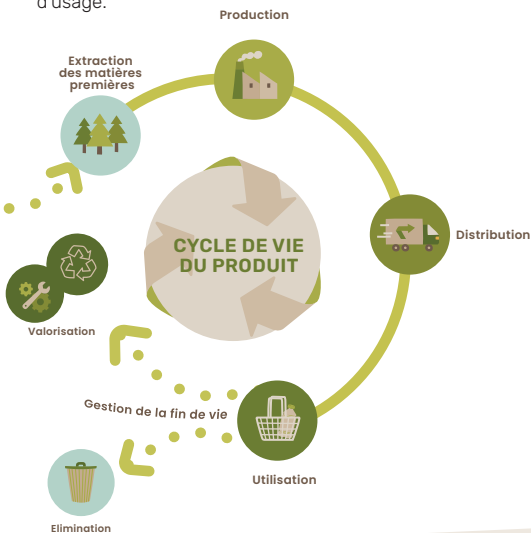 d'usage.
Production
Extraction
des matières
premières
CYCLE DE VIE
DU PRODUIT
Distribution
Valorisation
Gestion de la fin de vie
Utilisation
Elimination